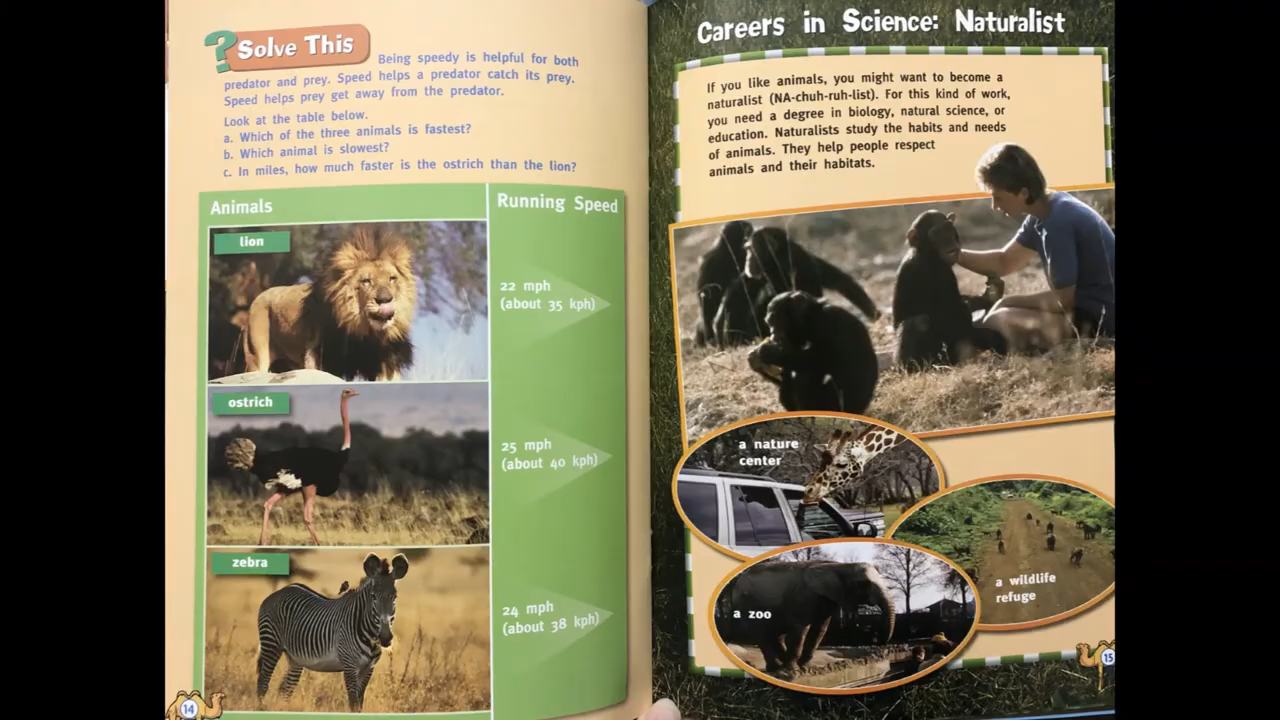 ? Solve This
Being speedy is helpful for both
predator and prey. Speed helps a predator catch its prey.
Speed helps prey get away from the predator.
Look at the table below.
a. Which of the three animals is fastest?
b. Which animal is slowest?
c. In miles, how much faster is the ostrich than the lion?
Animals
Running Speed
lion
22 mph
(about 35 kph)
ostrich
25 mph
(about 40 kph)
zebra
24 mph
(about 38 kph)
14
Careers in Science: Naturalist
If you like animals, you might want to become a
naturalist (NA-chuh-ruh-list). For this kind of work,
you need a degree in biology, natural science, or
education. Naturalists study the habits and needs
of animals. They help people respect
animals and their habitats.
a nature
center
a wildlife
refuge
a zoo
15